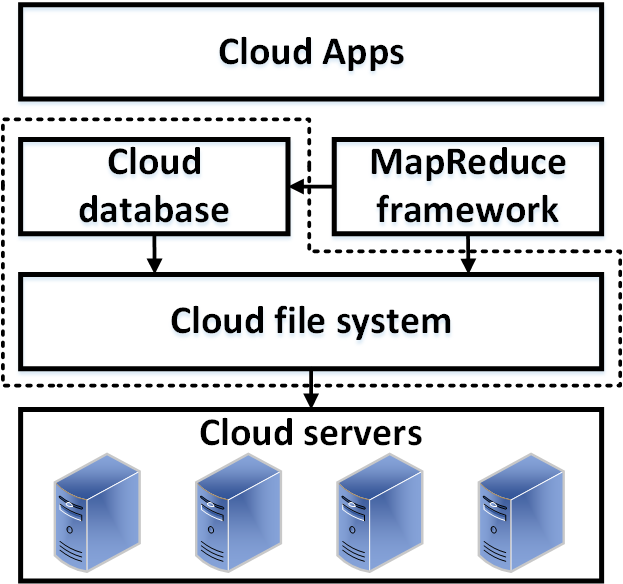 Cloud Apps
Cloud
database
MapReduce
framework
Cloud file system
Cloud servers